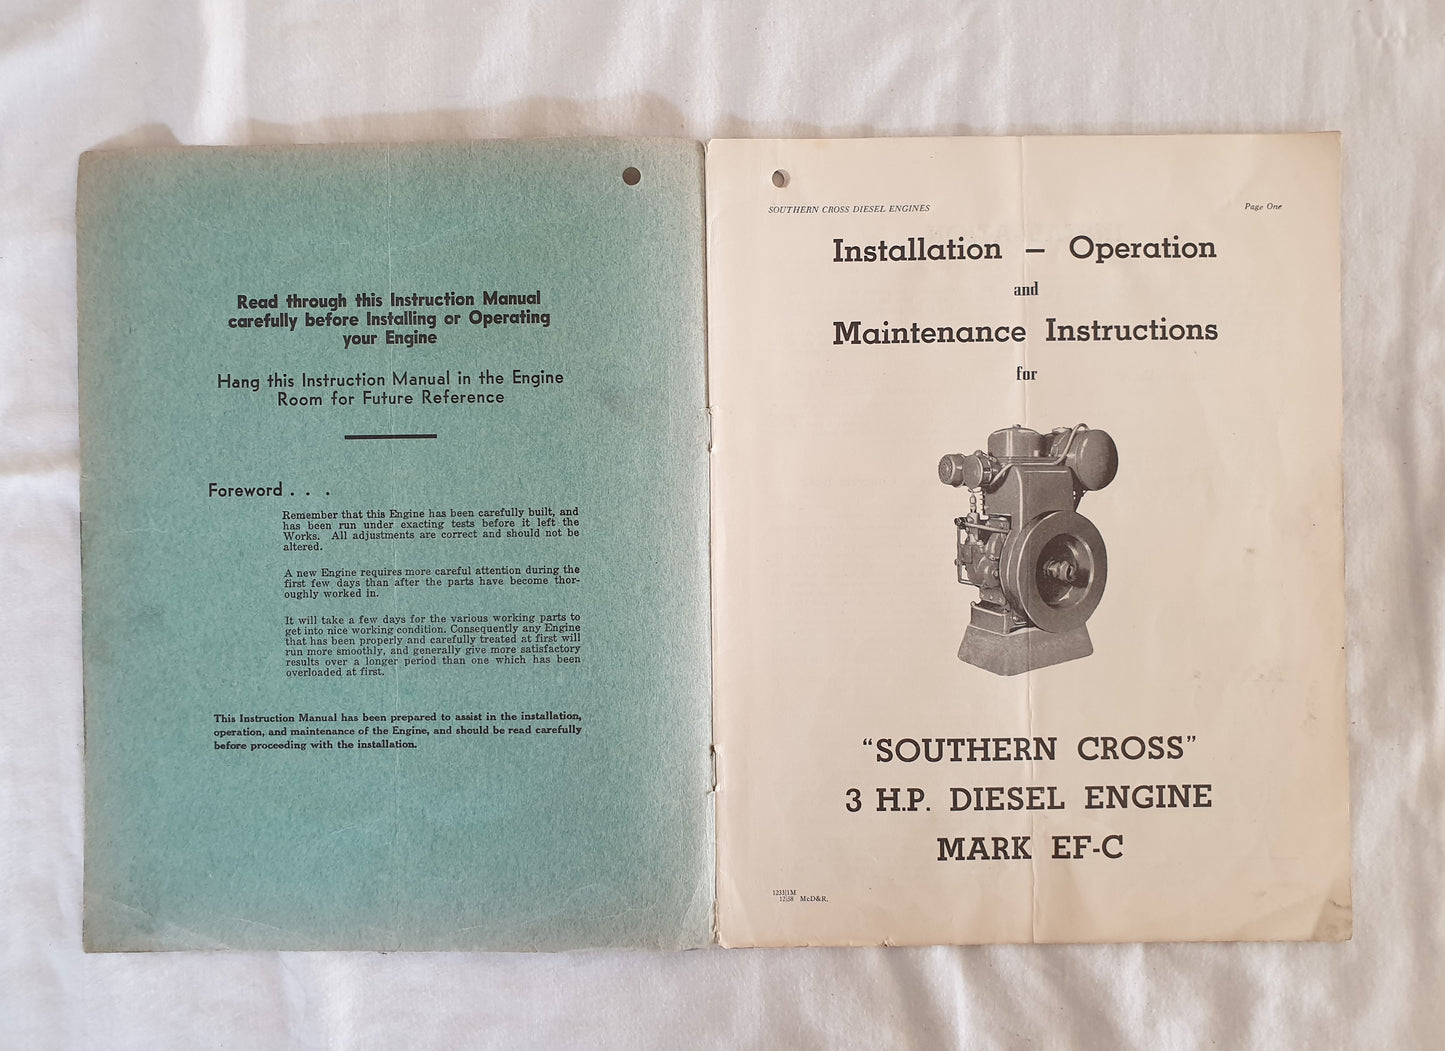 Read through this Instruction Manual
carefully before Installing or Operating
your Engine
Hang this Instruction Manual in the Engine
Room for Future Reference
Foreword . . .
Remember that this Engine has been carefully built, and
has been run under exacting tests before it left the
Works. All adjustments are correct and should not be
altered.
A new Engine requires more careful attention during the
first few days than after the parts have become thor-
oughly worked in.
It will take a few days for the various working parts to
get into nice working condition. Consequently any Engine
that has been properly and carefully treated at first will
run more smoothly, and generally give more satisfactory
results over a longer period than one which has been
overloaded at first.
This Instruction Manual has been prepared to assist in the installation,
operation, and maintenance of the Engine, and should be read carefully
before proceeding with the installation.
SOUTHERN CROSS DIESEL ENGINES Page One
Installation — Operation
and
Maintenance Instructions
for
“SOUTHERN CROSS”
3 H.P. DIESEL ENGINE
MARK EF-C
1233|1M
12|58 McD&R.